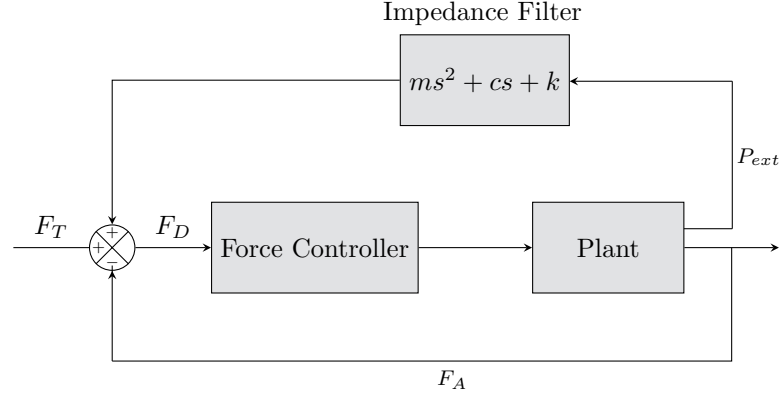 Impedance Filter
ms² + cs + k
P_ext
F_T
+
+
−
F_D
Force Controller
Plant
F_A